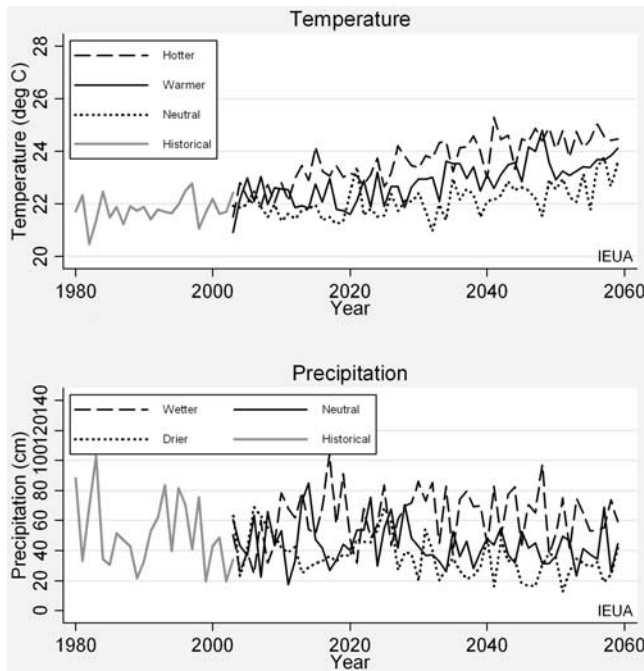 Temperature
Temperature (deg C)
28
26
24
22
20
Hotter
Warmer
Neutral
Historical
IEUA
1980 2000 2020 2040 2060
Year
Precipitation
Precipitation (cm)
140
120
100
80
60
40
20
0
Wetter Neutral
Drier Historical
IEUA
1980 2000 2020 2040 2060
Year